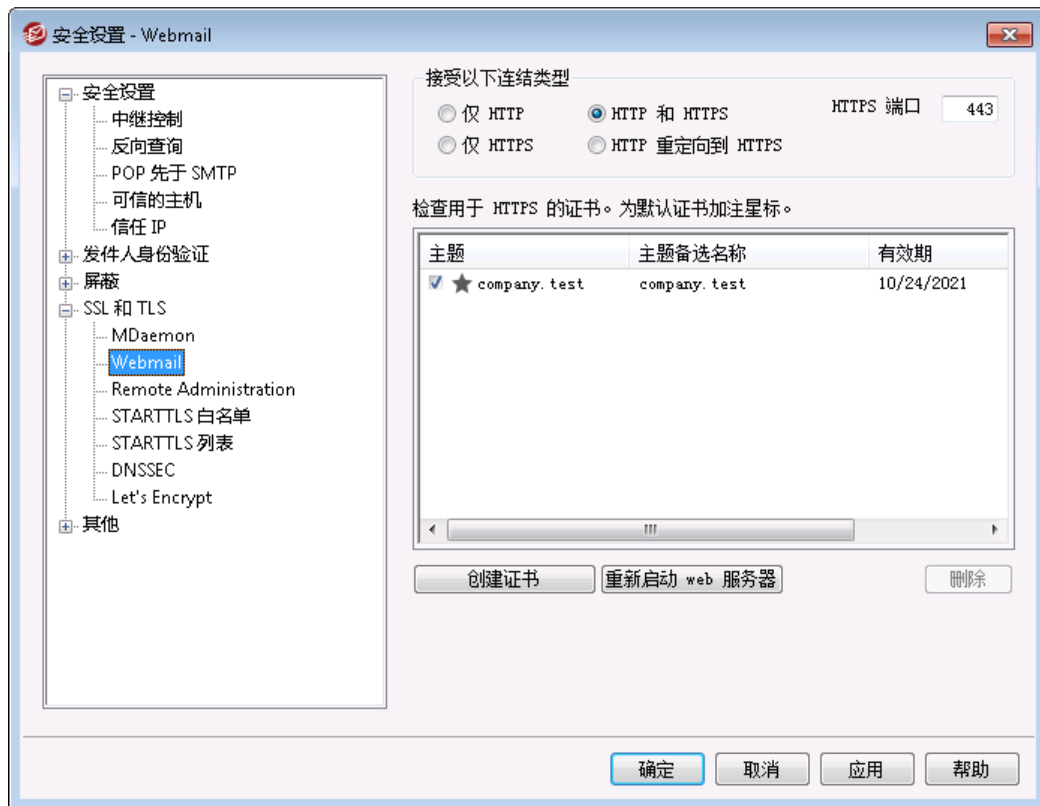 安全设置 - Webmail
安全设置
中继控制
反向查询
POP 先于 SMTP
可信的主机
信任 IP
发件人身份验证
屏蔽
SSL 和 TLS
MDaemon
Webmail
Remote Administration
STARTTLS 白名单
STARTTLS 列表
DNSSEC
Let's Encrypt
其他
接受以下连结类型
仅 HTTP HTTP 和 HTTPS HTTPS 端口 443
仅 HTTPS HTTP 重定向到 HTTPS
检查用于 HTTPS 的证书。为默认证书加注星标。
主题 主题备选名称 有效期
company.test company.test 10/24/2021
创建证书 重新启动 web 服务器 删除
确定 取消 应用 帮助